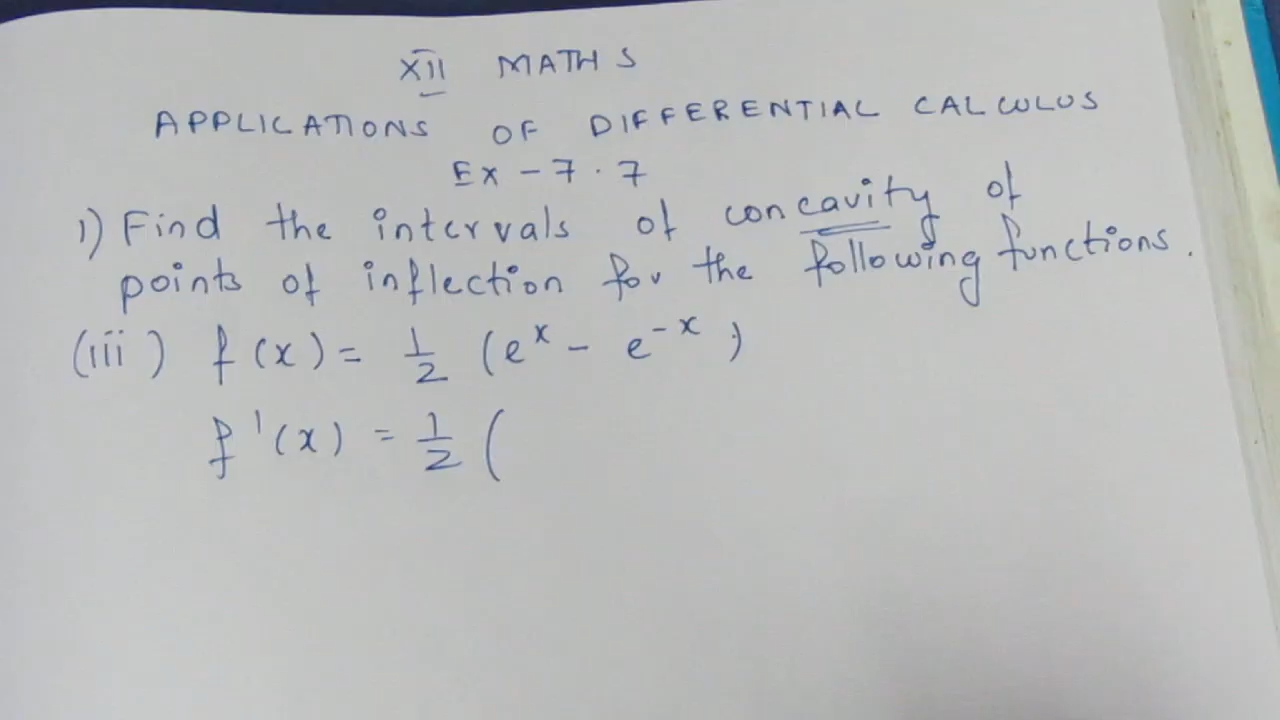 XII MATHS
APPLICATIONS OF DIFFERENTIAL CALCULUS
Ex - 7.7
1) Find the intervals of concavity of
points of inflection for the following functions.
(iii) f(x) = 1/2 (e^x - e^-x)
f'(x) = 1/2 (